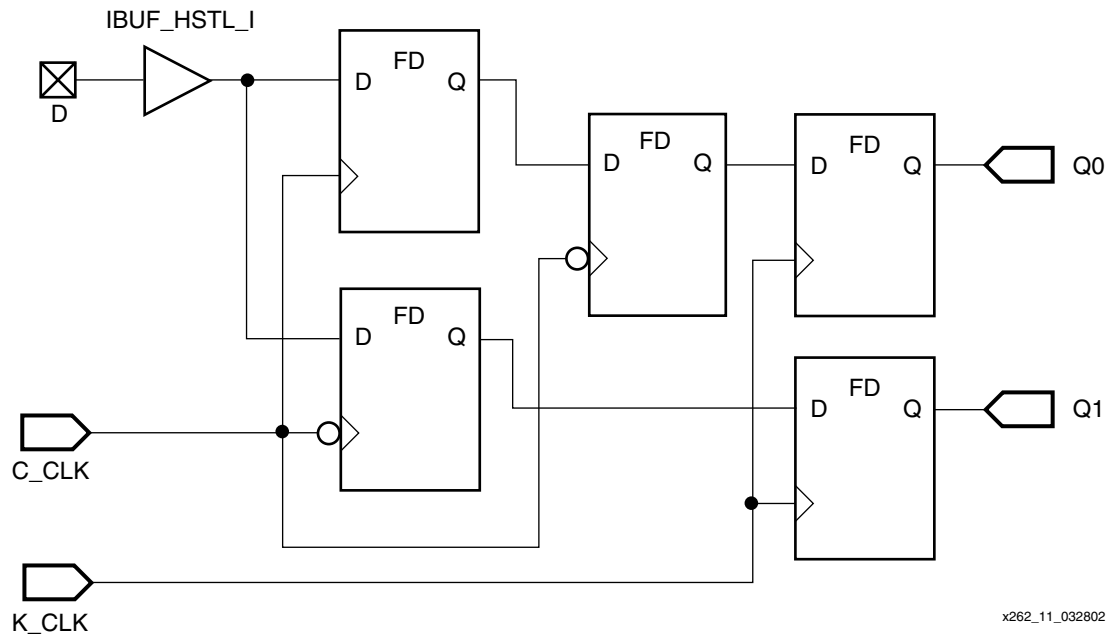 IBUF_HSTL_I
D
D FD Q
D FD Q
D FD Q
Q0
D FD Q
D FD Q
Q1
C_CLK
K_CLK
x262_11_032802